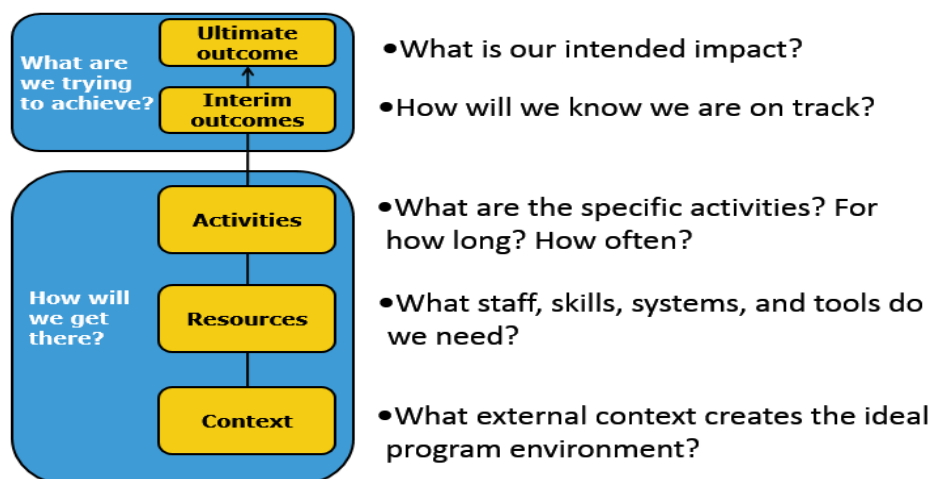 What are
we trying
to achieve?
Ultimate
outcome
•What is our intended impact?
Interim
outcomes
•How will we know we are on track?
How will
we get
there?
Activities
•What are the specific activities? For
how long? How often?
Resources
•What staff, skills, systems, and tools do
we need?
Context
•What external context creates the ideal
program environment?